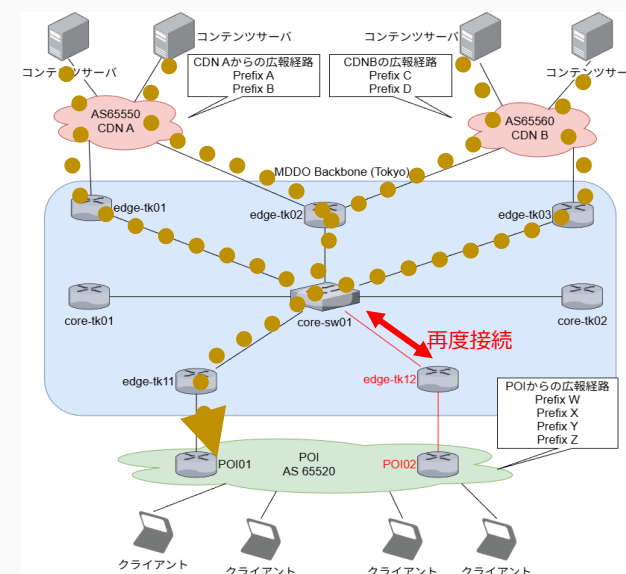 コンテンツサーバ
コンテンツサーバ
コンテンツサーバ
コンテンツサー
CDN Aからの広報経路
Prefix A
Prefix B
CDNBの広報経路
Prefix C
Prefix D
AS65550
CDN A
AS65560
CDN B
MDDO Backbone (Tokyo)
edge-tk01
edge-tk02
edge-tk03
core-tk01
core-sw01
core-tk02
再度接続
edge-tk11
edge-tk12
POIからの広報経路
Prefix W
Prefix X
Prefix Y
Prefix Z
POI01
POI
AS 65520
POI02
クライアント
クライアント
クライアント
クライアント